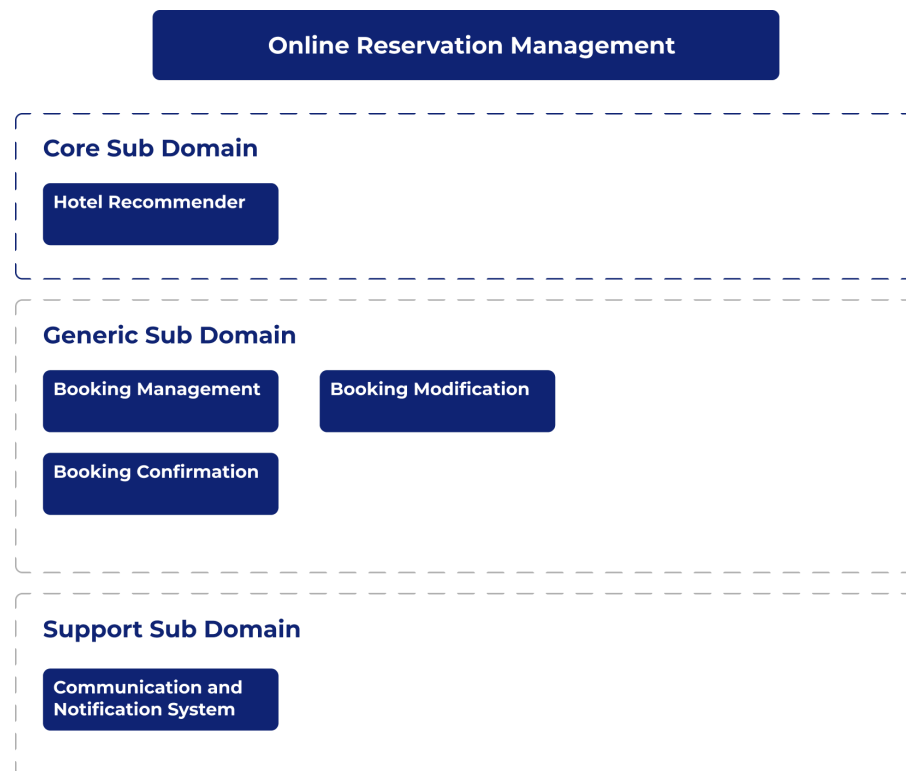 Online Reservation Management
Core Sub Domain
Hotel Recommender
Generic Sub Domain
Booking Management
Booking Modification
Booking Confirmation
Support Sub Domain
Communication and
Notification System